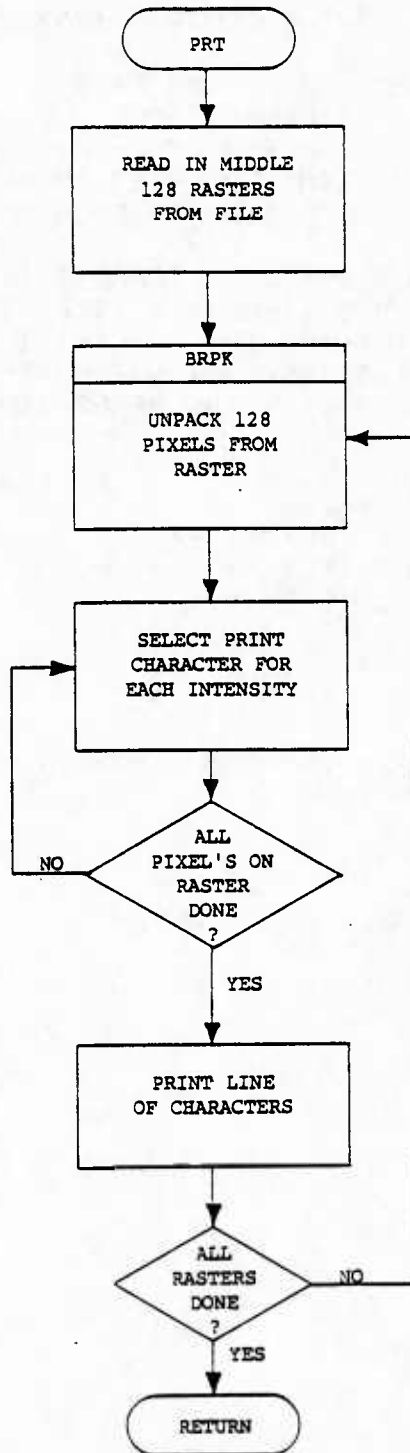 PRT
READ IN MIDDLE
128 RASTERS
FROM FILE
BRPK
UNPACK 128
PIXELS FROM
RASTER
SELECT PRINT
CHARACTER FOR
EACH INTENSITY
ALL
PIXEL'S ON
RASTER
DONE
?
NO
YES
PRINT LINE
OF CHARACTERS
ALL
RASTERS
DONE
?
NO
YES
RETURN